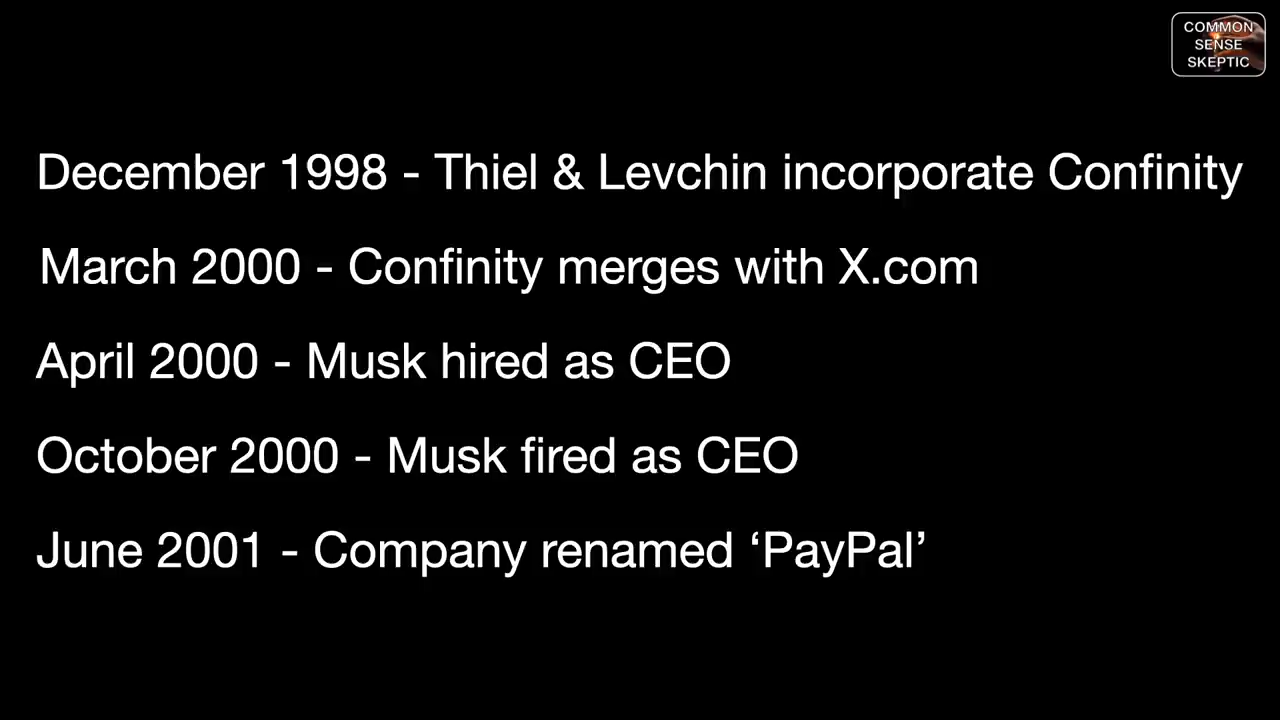 COMMON
SENSE
SKEPTIC
December 1998 - Thiel & Levchin incorporate Confinity
March 2000 - Confinity merges with X.com
April 2000 - Musk hired as CEO
October 2000 - Musk fired as CEO
June 2001 - Company renamed ‘PayPal’